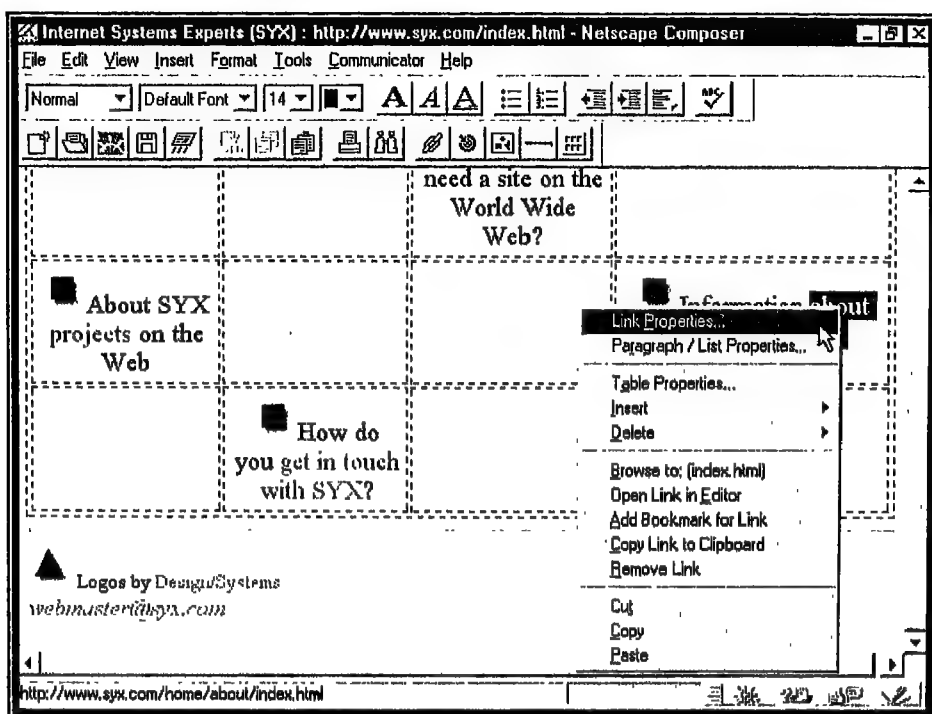 Internet Systems Experts (SYX) : http://www.syx.com/index.html - Netscape Composer
File Edit View Insert Format Tools Communicator Help
Normal Default Font 14 A A A ABC
need a site on the
World Wide
Web?
About SYX
projects on the
Web
Information about
How do
you get in touch
with SYX?
Link Properties...
Paragraph / List Properties...
Table Properties...
Insert
Delete
Browse to: (index.html)
Open Link in Editor
Add Bookmark for Link
Copy Link to Clipboard
Remove Link
Cut
Copy
Paste
Logos by Design/Systems
webmaster@syx.com
http://www.syx.com/home/about/index.html